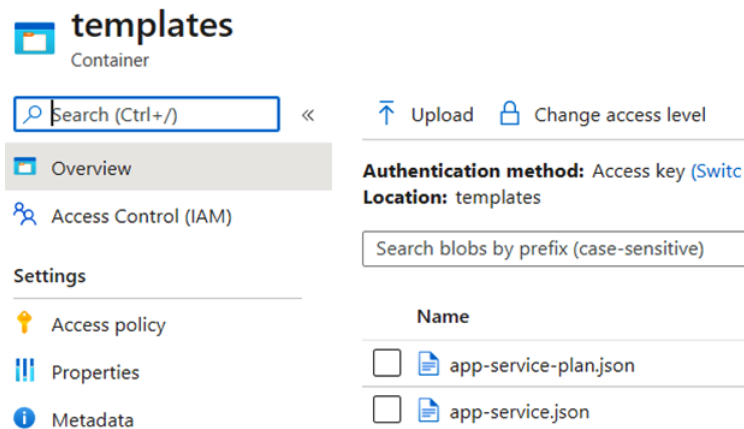 templates
Container
Search (Ctrl+/)
«
Overview
Access Control (IAM)
Settings
Access policy
Properties
Metadata
Upload
Change access level
Authentication method: Access key (Switc
Location: templates
Search blobs by prefix (case-sensitive)
Name
app-service-plan.json
app-service.json